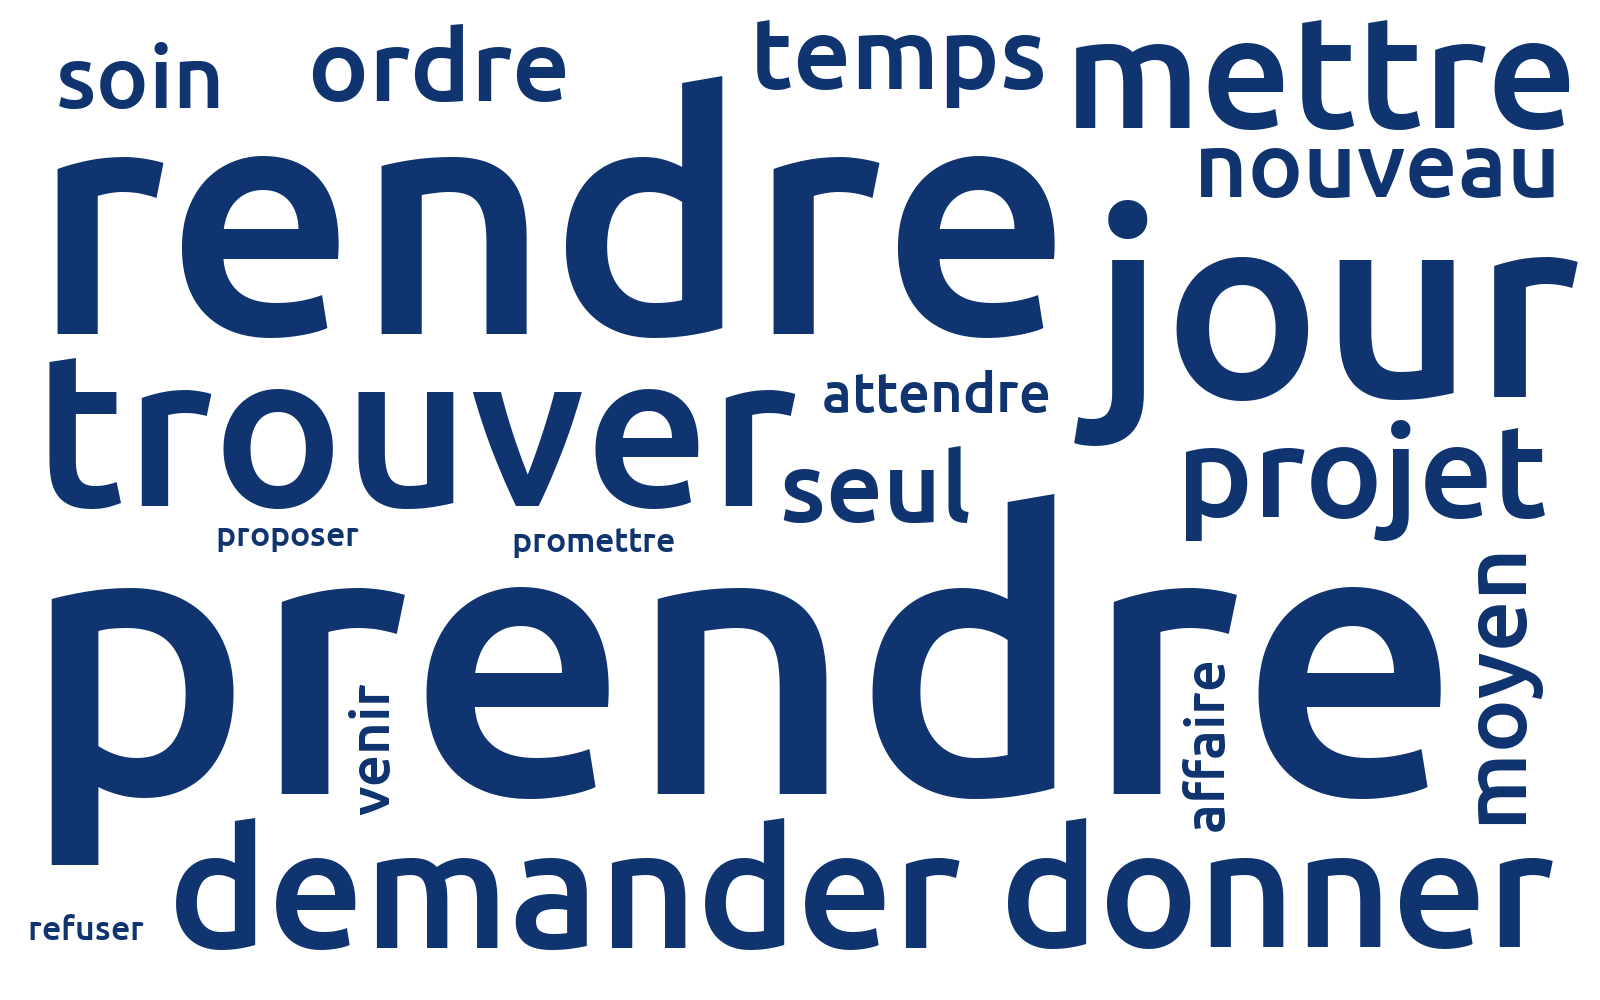 soin
ordre
temps
mettre
rendre
nouveau
jour
trouver
attendre
seul
projet
proposer
promettre
prendre
venir
affaire
moyen
demander
donner
refuser